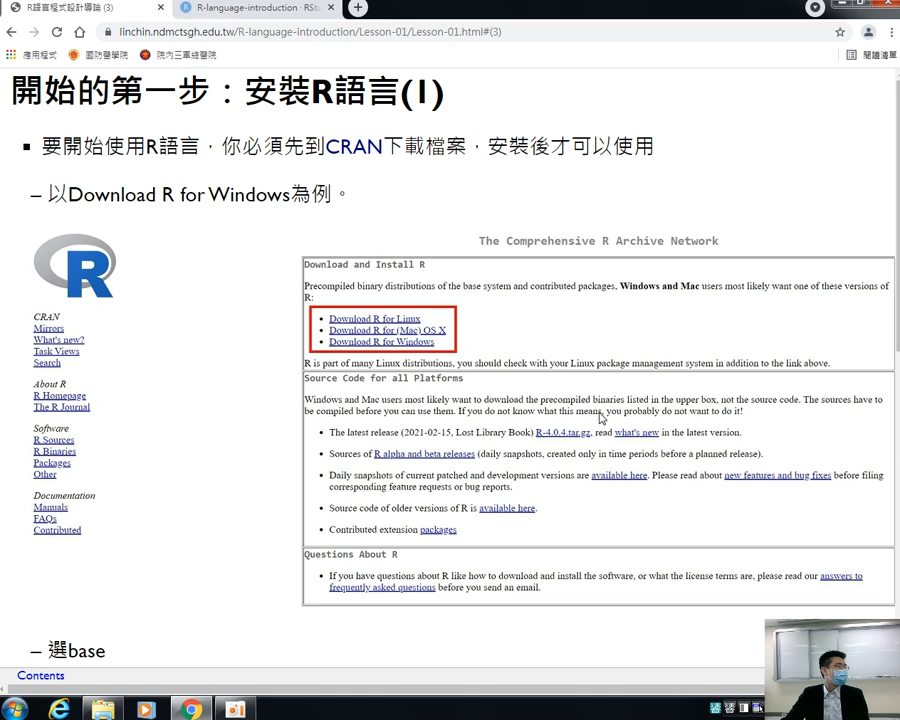 R語言程式設計導論 (3)
R-language-introduction · RStu
linchin.ndmctsgh.edu.tw/R-language-introduction/Lesson-01/Lesson-01.html#(3)
應用程式
國防醫學院
院內三軍總醫院
閱讀清單
開始的第一步：安裝R語言(1)
▪ 要開始使用R語言，你必須先到CRAN下載檔案，安裝後才可以使用
– 以Download R for Windows為例。
R
CRAN
Mirrors
What's new?
Task Views
Search
About R
R Homepage
The R Journal
Software
R Sources
R Binaries
Packages
Other
Documentation
Manuals
FAQs
Contributed
The Comprehensive R Archive Network
Download and Install R
Precompiled binary distributions of the base system and contributed packages, Windows and Mac users most likely want one of these versions of
R:
• Download R for Linux
• Download R for (Mac) OS X
• Download R for Windows
R is part of many Linux distributions, you should check with your Linux package management system in addition to the link above.
Source Code for all Platforms
Windows and Mac users most likely want to download the precompiled binaries listed in the upper box, not the source code. The sources have to
be compiled before you can use them. If you do not know what this means, you probably do not want to do it!
• The latest release (2021-02-15, Lost Library Book) R-4.0.4.tar.gz, read what's new in the latest version.
• Sources of R alpha and beta releases (daily snapshots, created only in time periods before a planned release).
• Daily snapshots of current patched and development versions are available here. Please read about new features and bug fixes before filing
corresponding feature requests or bug reports.
• Source code of older versions of R is available here.
• Contributed extension packages
Questions About R
• If you have questions about R like how to download and install the software, or what the license terms are, please read our answers to
frequently asked questions before you send an email.
– 選base
Contents